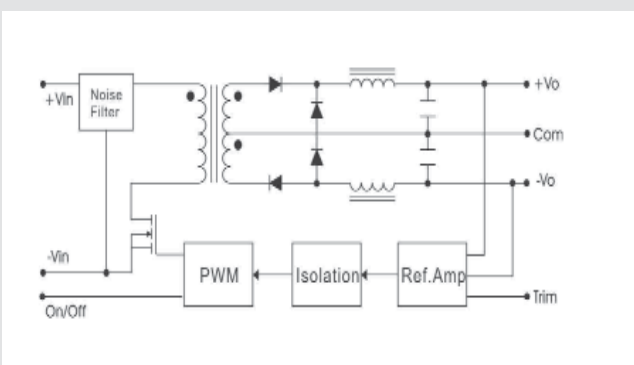 +Vin
Noise
Filter
+Vo
Com
-Vo
-Vin
PWM
Isolation
Ref.Amp
On/Off
Trim